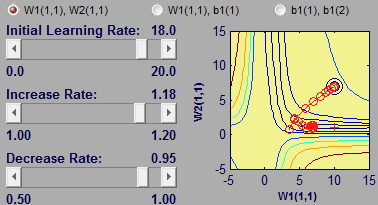 W1(1,1), W2(1,1) W1(1,1), b1(1) b1(1), b1(2)
Initial Learning Rate: 18.0
0.0 20.0
Increase Rate: 1.18
1.00 1.20
Decrease Rate: 0.95
0.50 1.00
15
10
5
0
-5
W2(1,1)
-5 0 5 10 15
W1(1,1)